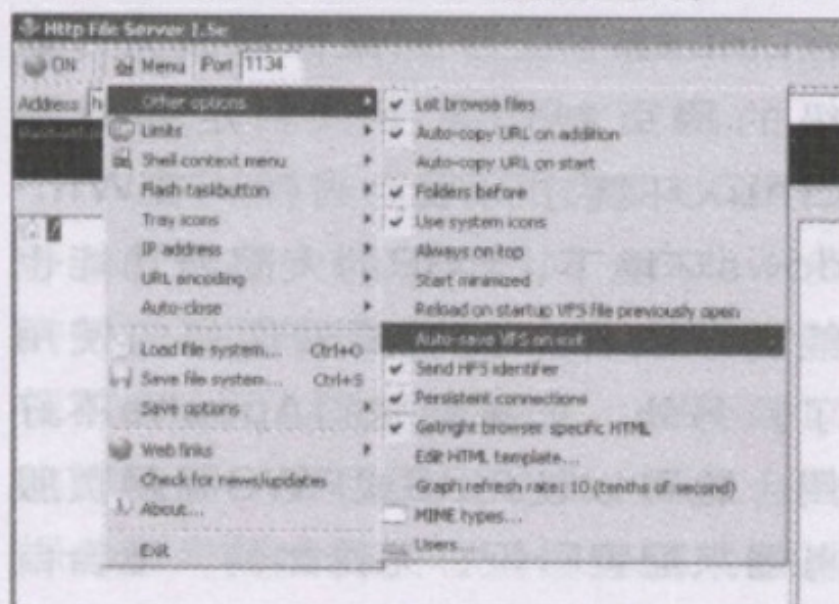 Http File Server 1.5e
ON Menu Port 1134
Address h
Other options
Limits
Shell context menu
Flash taskbutton
Tray icons
IP address
URL encoding
Auto-close
Load file system... Ctrl+O
Save file system... Ctrl+S
Save options
Web links
Check for news/updates
About...
Exit
Let browse files
Auto-copy URL on addition
Auto-copy URL on start
Folders before
Use system icons
Always on top
Start minimized
Reload on startup VFS file previously open
Auto-save VFS on exit
Send HFS identifier
Persistent connections
Getright browser specific HTML
Edit HTML template...
Graph refresh rate: 10 (tenths of second)
MIME types...
Users...
/